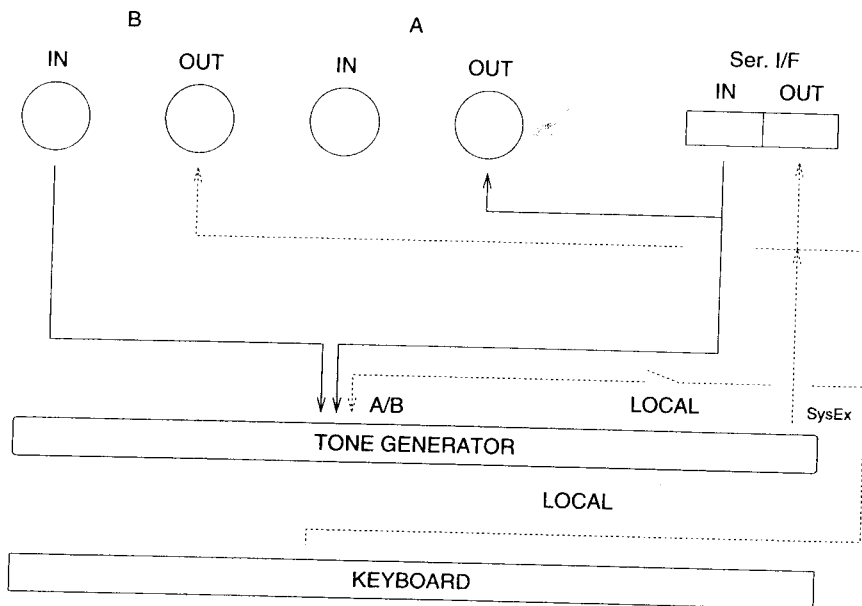 B
A
IN
OUT
IN
OUT
Ser. I/F
IN
OUT
A/B
LOCAL
SysEx
TONE GENERATOR
LOCAL
KEYBOARD